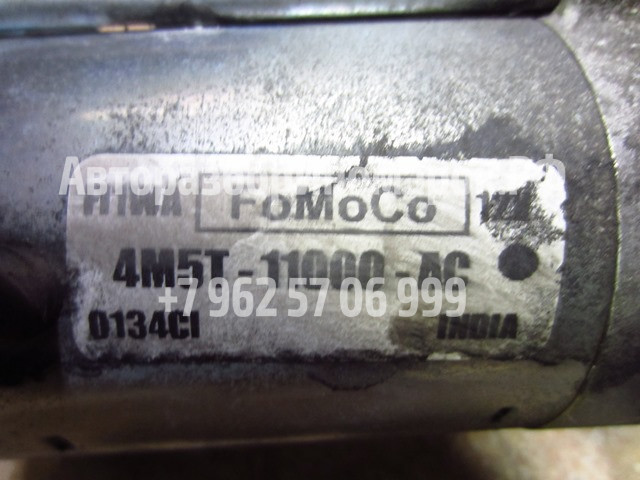 FoMoCo
4M5T-11000-AC
+7 962 57 06 999
0134CI INDIA